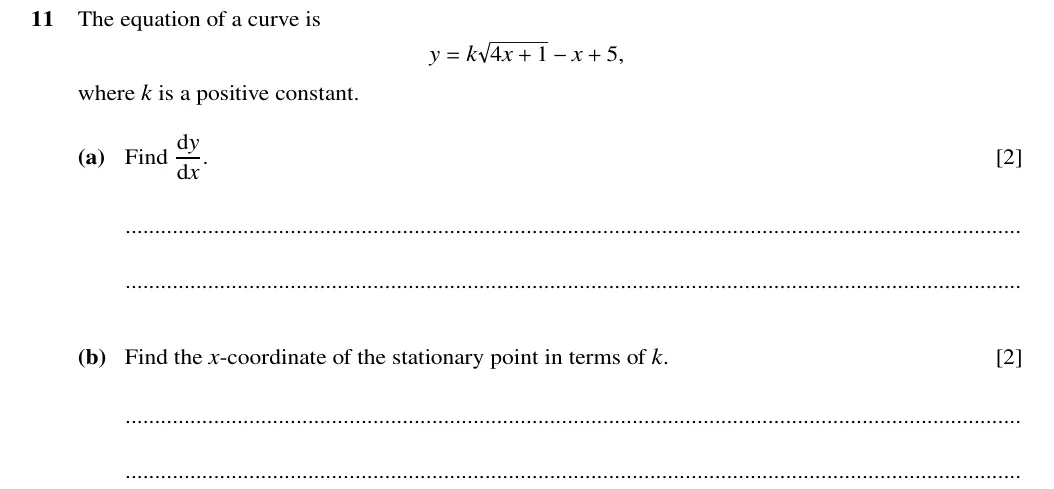 11 The equation of a curve is
y = k√(4x + 1) – x + 5,
where k is a positive constant.
(a) Find dy/dx. [2]
(b) Find the x-coordinate of the stationary point in terms of k. [2]